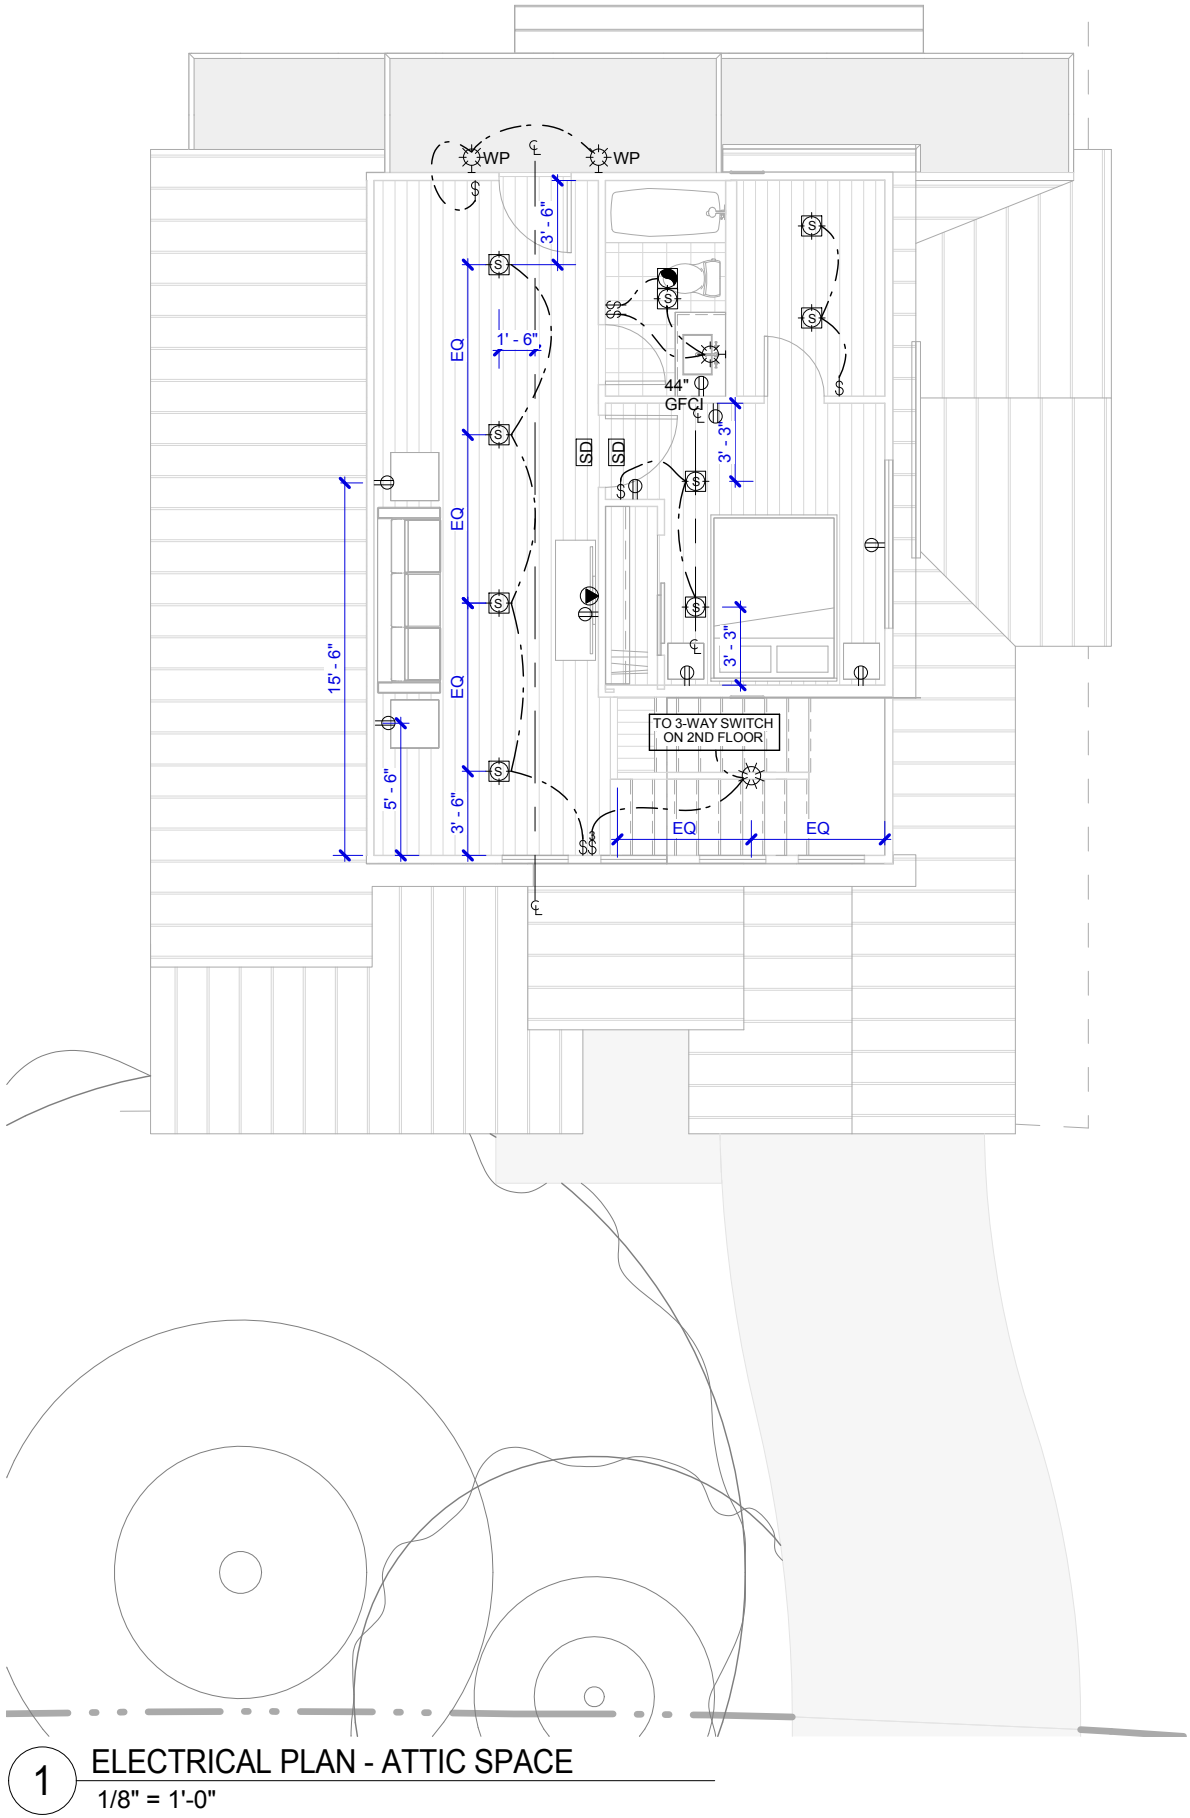 WP
WP
℄
S
3' - 6"
S
S
EQ
1' - 6"
S
S
S
S
S
S
44"
GFCI
℄
S
EQ
SD
SD
3' - 3"
S
S
15' - 6"
S
S
℄
3' - 3"
EQ
TO 3-WAY SWITCH
ON 2ND FLOOR
5' - 6"
S
3' - 6"
EQ
EQ
3
S
S
℄
1
ELECTRICAL PLAN - ATTIC SPACE
1/8" = 1'-0"